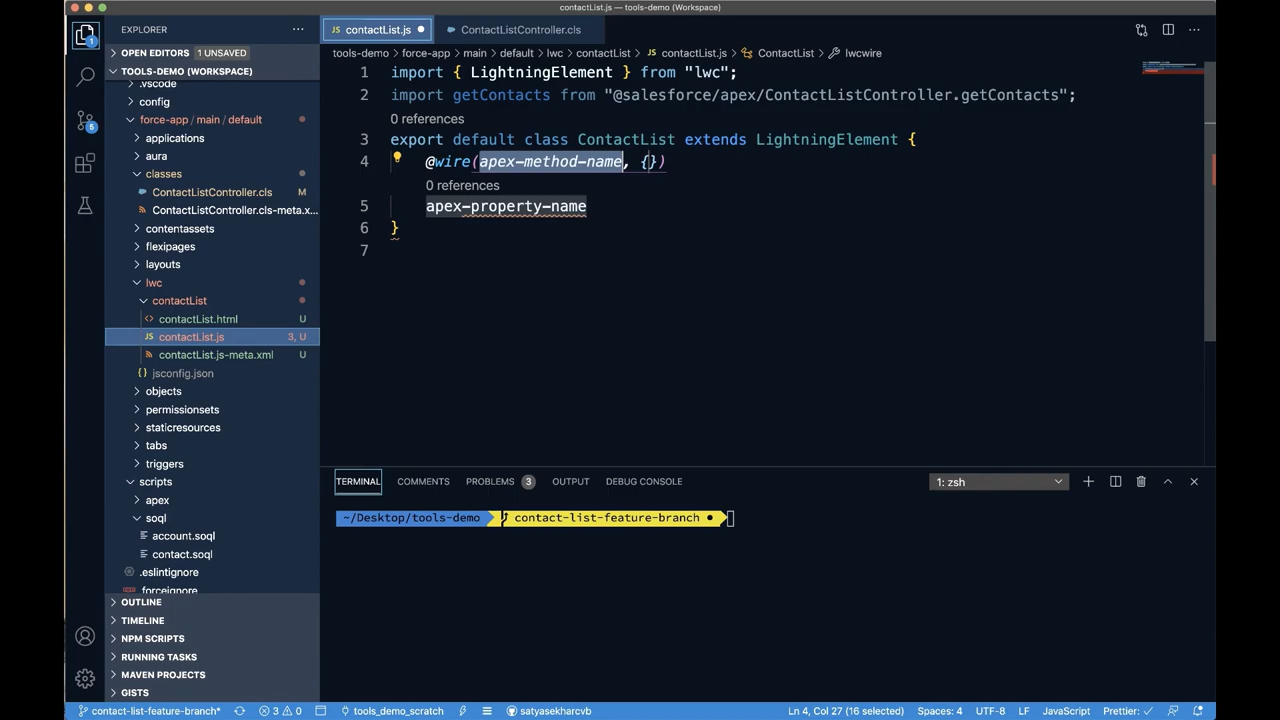 contactList.js — tools-demo (Workspace)
EXPLORER
JS contactList.js
ContactListController.cls
OPEN EDITORS 1 UNSAVED
tools-demo > force-app > main > default > lwc > contactList > JS contactList.js > ContactList > lwcwire
TOOLS-DEMO (WORKSPACE)
.vscode
config
force-app / main / default
applications
aura
classes
ContactListController.cls M
ContactListController.cls-meta.x...
contentassets
flexipages
layouts
lwc
contactList
<> contactList.html U
JS contactList.js 3, U
contactList.js-meta.xml U
{} jsconfig.json
objects
permissionsets
staticresources
tabs
triggers
scripts
apex
soql
account.soql
contact.soql
.eslintignore
.forceignore
OUTLINE
TIMELINE
NPM SCRIPTS
RUNNING TASKS
MAVEN PROJECTS
GISTS
1
5
1 import { LightningElement } from "lwc";
2 import getContacts from "@salesforce/apex/ContactListController.getContacts";
0 references
3 export default class ContactList extends LightningElement {
4 @wire(apex-method-name, {})
0 references
5 apex-property-name
6 }
7
TERMINAL COMMENTS PROBLEMS 3 OUTPUT DEBUG CONSOLE 1: zsh
~/Desktop/tools-demo contact-list-feature-branch ●
contact-list-feature-branch* 3 0 tools_demo_scratch satyasekharcvb Ln 4, Col 27 (16 selected) Spaces: 4 UTF-8 LF JavaScript Prettier: ✓